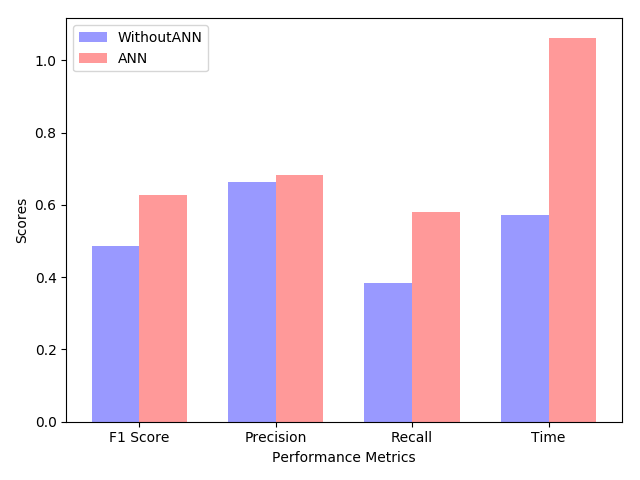 WithoutANN
ANN
Scores
1.0
0.8
0.6
0.4
0.2
0.0
F1 Score Precision Recall Time
Performance Metrics